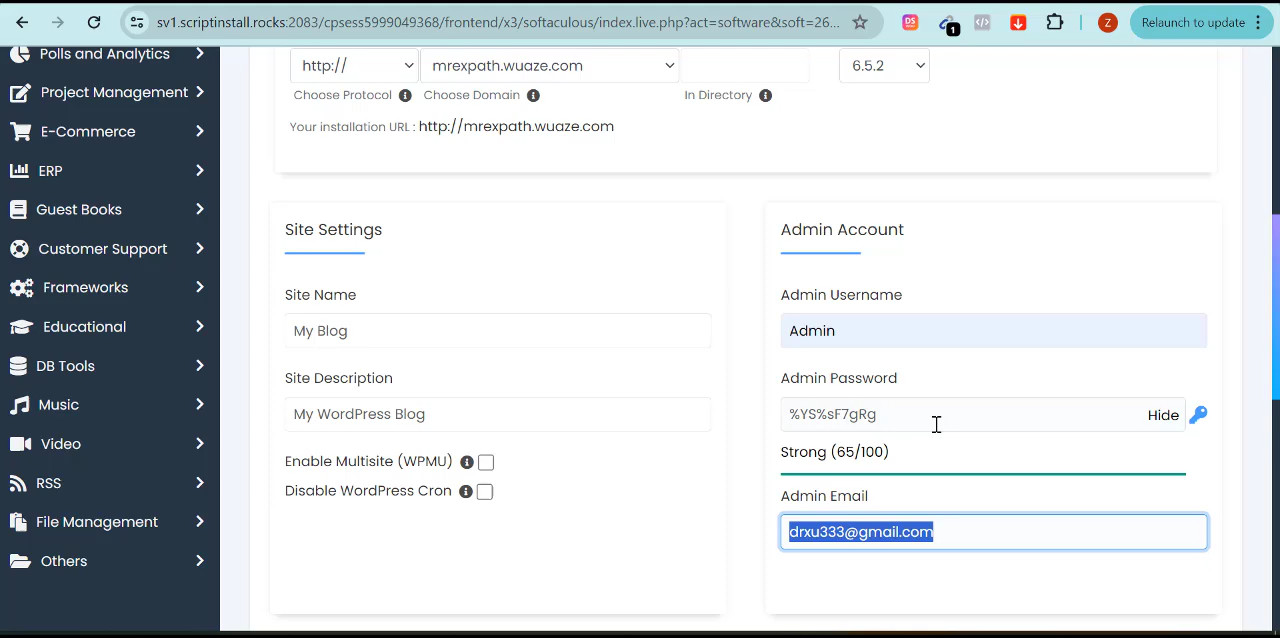 sv1.scriptinstall.rocks:2083/cpsess5999049368/frontend/x3/softaculous/index.live.php?act=software&soft=26...
DS
1
Z
Relaunch to update
Polls and Analytics
Project Management
E-Commerce
ERP
Guest Books
Customer Support
Frameworks
Educational
DB Tools
Music
Video
RSS
File Management
Others
http://
mrexpath.wuaze.com
6.5.2
Choose Protocol
Choose Domain
In Directory
Your installation URL : http://mrexpath.wuaze.com
Site Settings
Site Name
My Blog
Site Description
My WordPress Blog
Enable Multisite (WPMU)
Disable WordPress Cron
Admin Account
Admin Username
Admin
Admin Password
%YS%sF7gRg
Hide
Strong (65/100)
Admin Email
drxu333@gmail.com